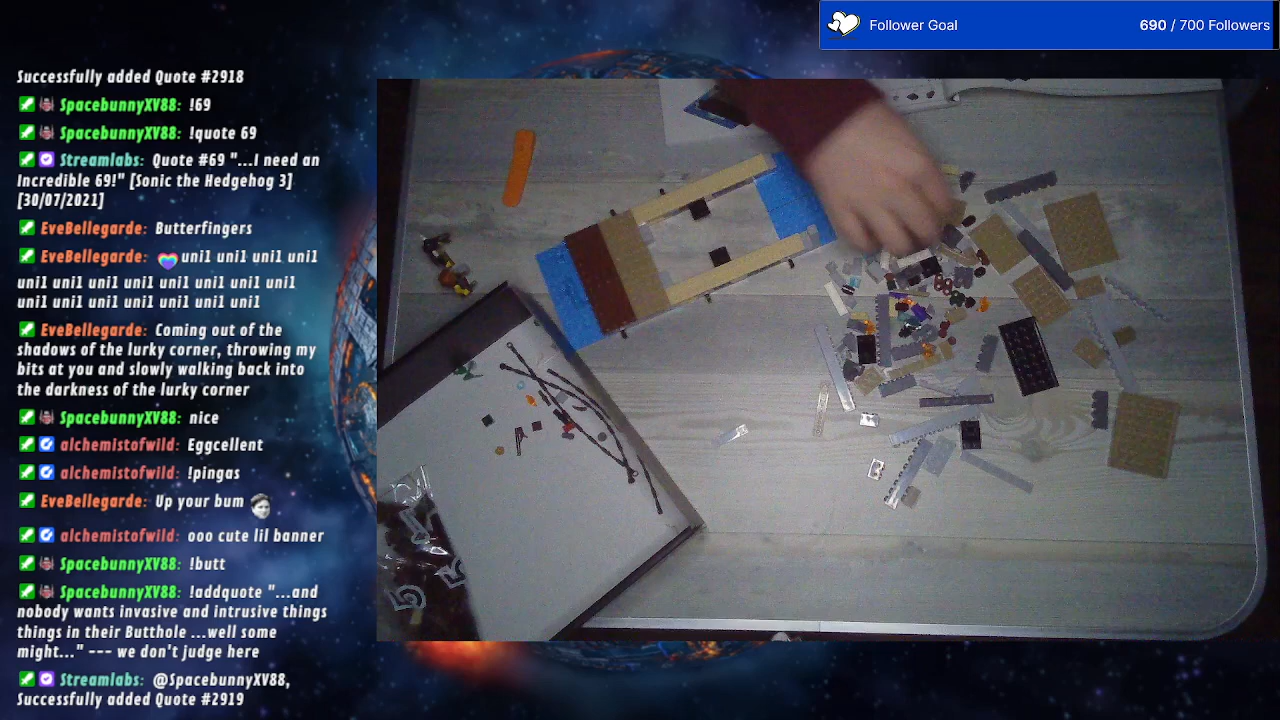 Follower Goal 690 / 700 Followers
Successfully added Quote #2918
SpacebunnyXV88: !69
SpacebunnyXV88: !quote 69
Streamlabs: Quote #69 "...I need an
Incredible 69!" [Sonic the Hedgehog 3]
[30/07/2021]
EveBellegarde: Butterfingers
EveBellegarde: uni1 uni1 uni1 uni1
uni1 uni1 uni1 uni1 uni1 uni1 uni1 uni1
uni1 uni1 uni1 uni1 uni1 uni1 uni1
EveBellegarde: Coming out of the
shadows of the lurky corner, throwing my
bits at you and slowly walking back into
the darkness of the lurky corner
SpacebunnyXV88: nice
alchemistofwild: Eggcellent
alchemistofwild: !pingas
EveBellegarde: Up your bum
alchemistofwild: ooo cute lil banner
SpacebunnyXV88: !butt
SpacebunnyXV88: !addquote "...and
nobody wants invasive and intrusive things
things in their Butthole ...well some
might..." --- we don't judge here
Streamlabs: @SpacebunnyXV88,
Successfully added Quote #2919
5